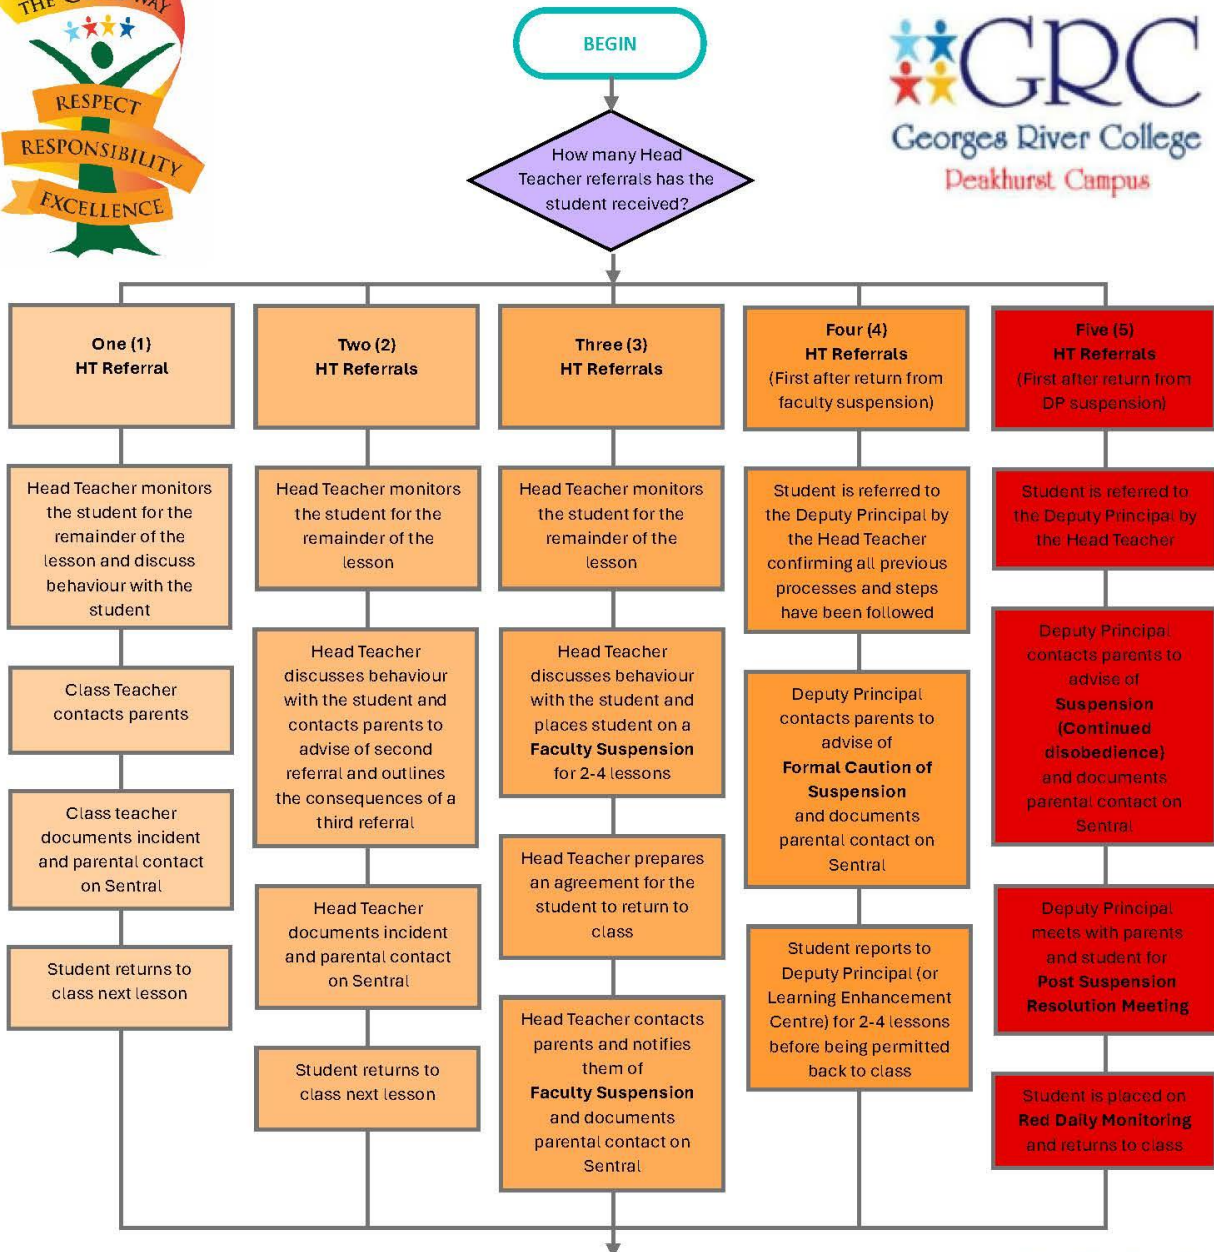 THE G WAY
RESPECT
RESPONSIBILITY
EXCELLENCE
BEGIN
GRC
Georges River College
Peakhurst Campus
How many Head
Teacher referrals has the
student received?
One (1)
HT Referral
Head Teacher monitors
the student for the
remainder of the
lesson and discuss
behaviour with the
student
Class Teacher
contacts parents
Class teacher
documents incident
and parental contact
on Sentral
Student returns to
class next lesson
Two (2)
HT Referrals
Head Teacher monitors
the student for the
remainder of the
lesson
Head Teacher
discusses behaviour
with the student and
contacts parents to
advise of second
referral and outlines
the consequences of a
third referral
Head Teacher
documents incident
and parental contact
on Sentral
Student returns to
class next lesson
Three (3)
HT Referrals
Head Teacher monitors
the student for the
remainder of the
lesson
Head Teacher
discusses behaviour
with the student and
places student on a
Faculty Suspension
for 2-4 lessons
Head Teacher prepares
an agreement for the
student to return to
class
Head Teacher contacts
parents and notifies
them of
Faculty Suspension
and documents
parental contact on
Sentral
Four (4)
HT Referrals
(First after return from
faculty suspension)
Student is referred to
the Deputy Principal by
the Head Teacher
confirming all previous
processes and steps
have been followed
Deputy Principal
contacts parents to
advise of
Formal Caution of
Suspension
and documents
parental contact on
Sentral
Student reports to
Deputy Principal (or
Learning Enhancement
Centre) for 2-4 lessons
before being permitted
back to class
Five (5)
HT Referrals
(First after return from
DP suspension)
Student is referred to
the Deputy Principal by
the Head Teacher
Deputy Principal
contacts parents to
advise of
Suspension
(Continued
disobedience)
and documents
parental contact on
Sentral
Deputy Principal
meets with parents
and student for
Post Suspension
Resolution Meeting
Student is placed on
Red Daily Monitoring
and returns to class